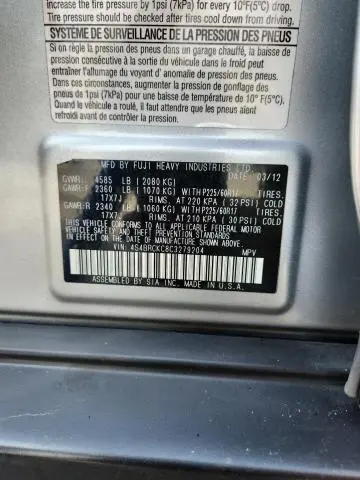 increase the tire pressure by 1psi (7kPa) for every 10°F(5°C) drop.
Tire pressure should be checked after tires cool down from driving.
SYSTÈME DE SURVEILLANCE DE LA PRESSION DES PNEUS
Si on règle la pression des pneus dans un garage chauffé, la baisse de
pression consécutive à la sortie du véhicule dans le froid peut
entraîner l'affichage du voyant d' anomalie de pression des pneus.
Pour éviter cela, augmenter la pression de gonflage des
pneus de 1psi (7kPa) pour une baisse de température de 10° F(5°C).
Quand le véhicule a roulé, il faut attendre que les pneus aient
refroidi pour contrôler la pression.
MFD BY FUJI HEAVY INDUSTRIES LTD.
DATE: 03/12
GVWR: 4585 LB (2080 KG)
GAWR:F 2360 LB (1070 KG) WITH P225/60R17 TIRES.
17X7J RIMS AT 220 KPA (32 PSI) COLD
GAWR:R 2340 LB (1060 KG) WITH P225/60R17 TIRES.
17X7J RIMS AT 210 KPA (30 PSI) COLD
THIS VEHICLE CONFORMS TO ALL APPLICABLE FEDERAL MOTOR
VEHICLE SAFETY AND THEFT PREVENTION STANDARDS
IN EFFECT ON THE DATE OF MANUFACTURE SHOWN ABOVE.
VIN: 4S4BRCKC8C3279204 MPV
ASSEMBLED BY SIA INC. MADE IN U.S.A.